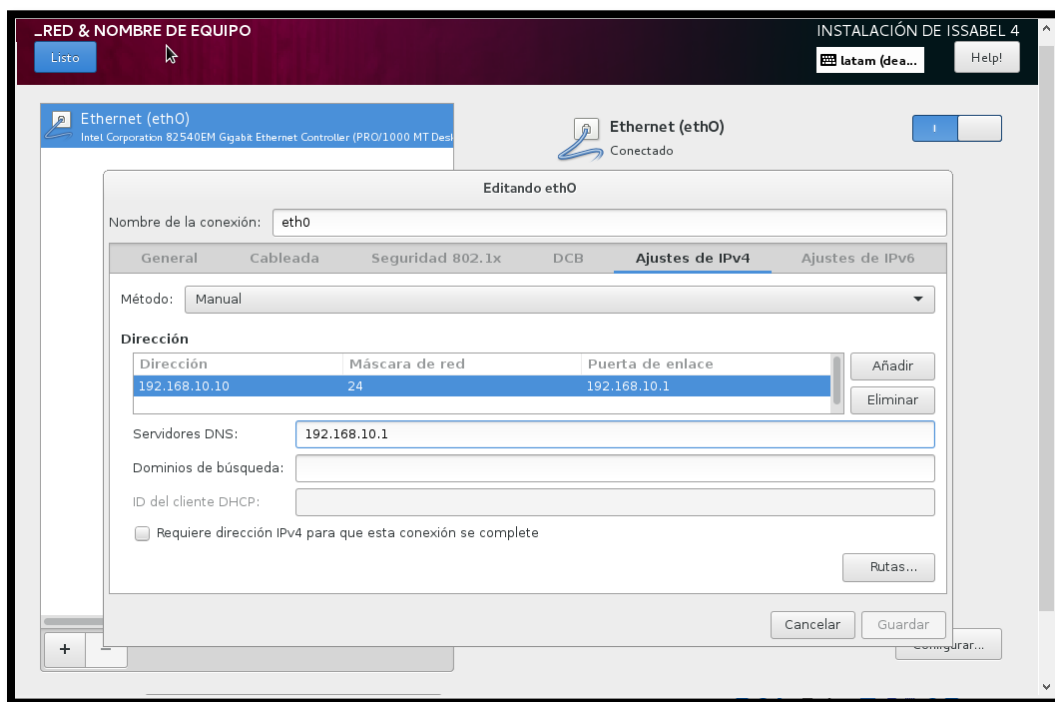 _RED & NOMBRE DE EQUIPO
INSTALACIÓN DE ISSABEL 4
Listo
latam (dea...
Help!
Ethernet (eth0)
Intel Corporation 82540EM Gigabit Ethernet Controller (PRO/1000 MT Desk
Ethernet (eth0)
Conectado
Editando eth0
Nombre de la conexión: eth0
General Cableada Seguridad 802.1x DCB Ajustes de IPv4 Ajustes de IPv6
Método: Manual
Dirección
Dirección Máscara de red Puerta de enlace
192.168.10.10 24 192.168.10.1
Añadir
Eliminar
Servidores DNS: 192.168.10.1
Dominios de búsqueda:
ID del cliente DHCP:
Requiere dirección IPv4 para que esta conexión se complete
Rutas...
Cancelar Guardar
+ −
Configurar...